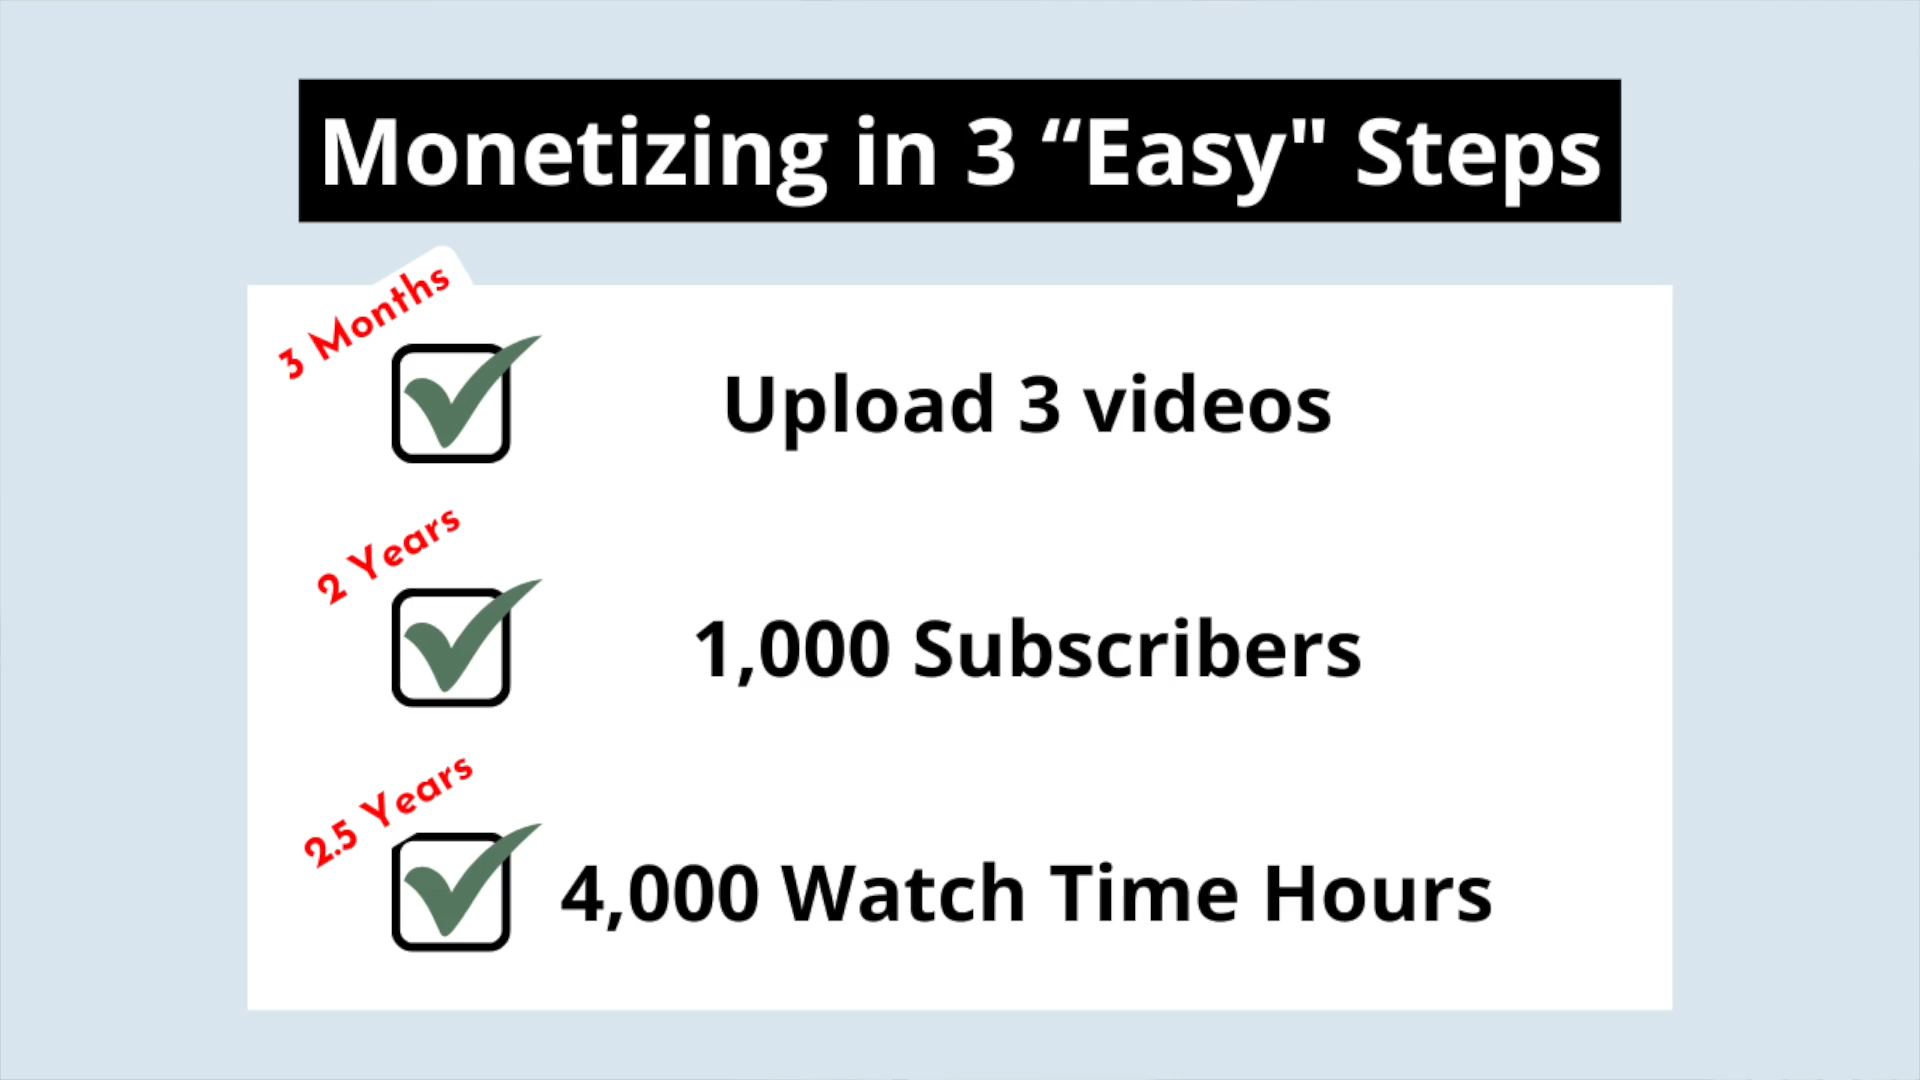 Monetizing in 3 “Easy" Steps
3 Months
Upload 3 videos
2 Years
1,000 Subscribers
2.5 Years
4,000 Watch Time Hours